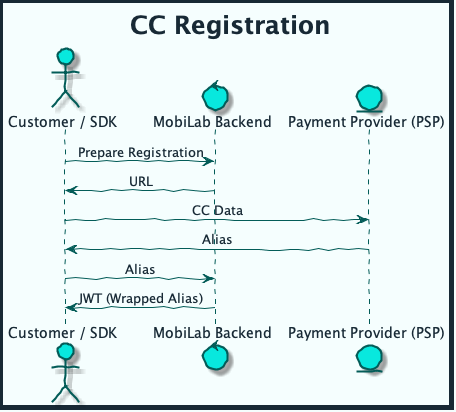 CC Registration
Customer / SDK
MobiLab Backend
Payment Provider (PSP)
Prepare Registration
URL
CC Data
Alias
Alias
JWT (Wrapped Alias)
Customer / SDK
MobiLab Backend
Payment Provider (PSP)